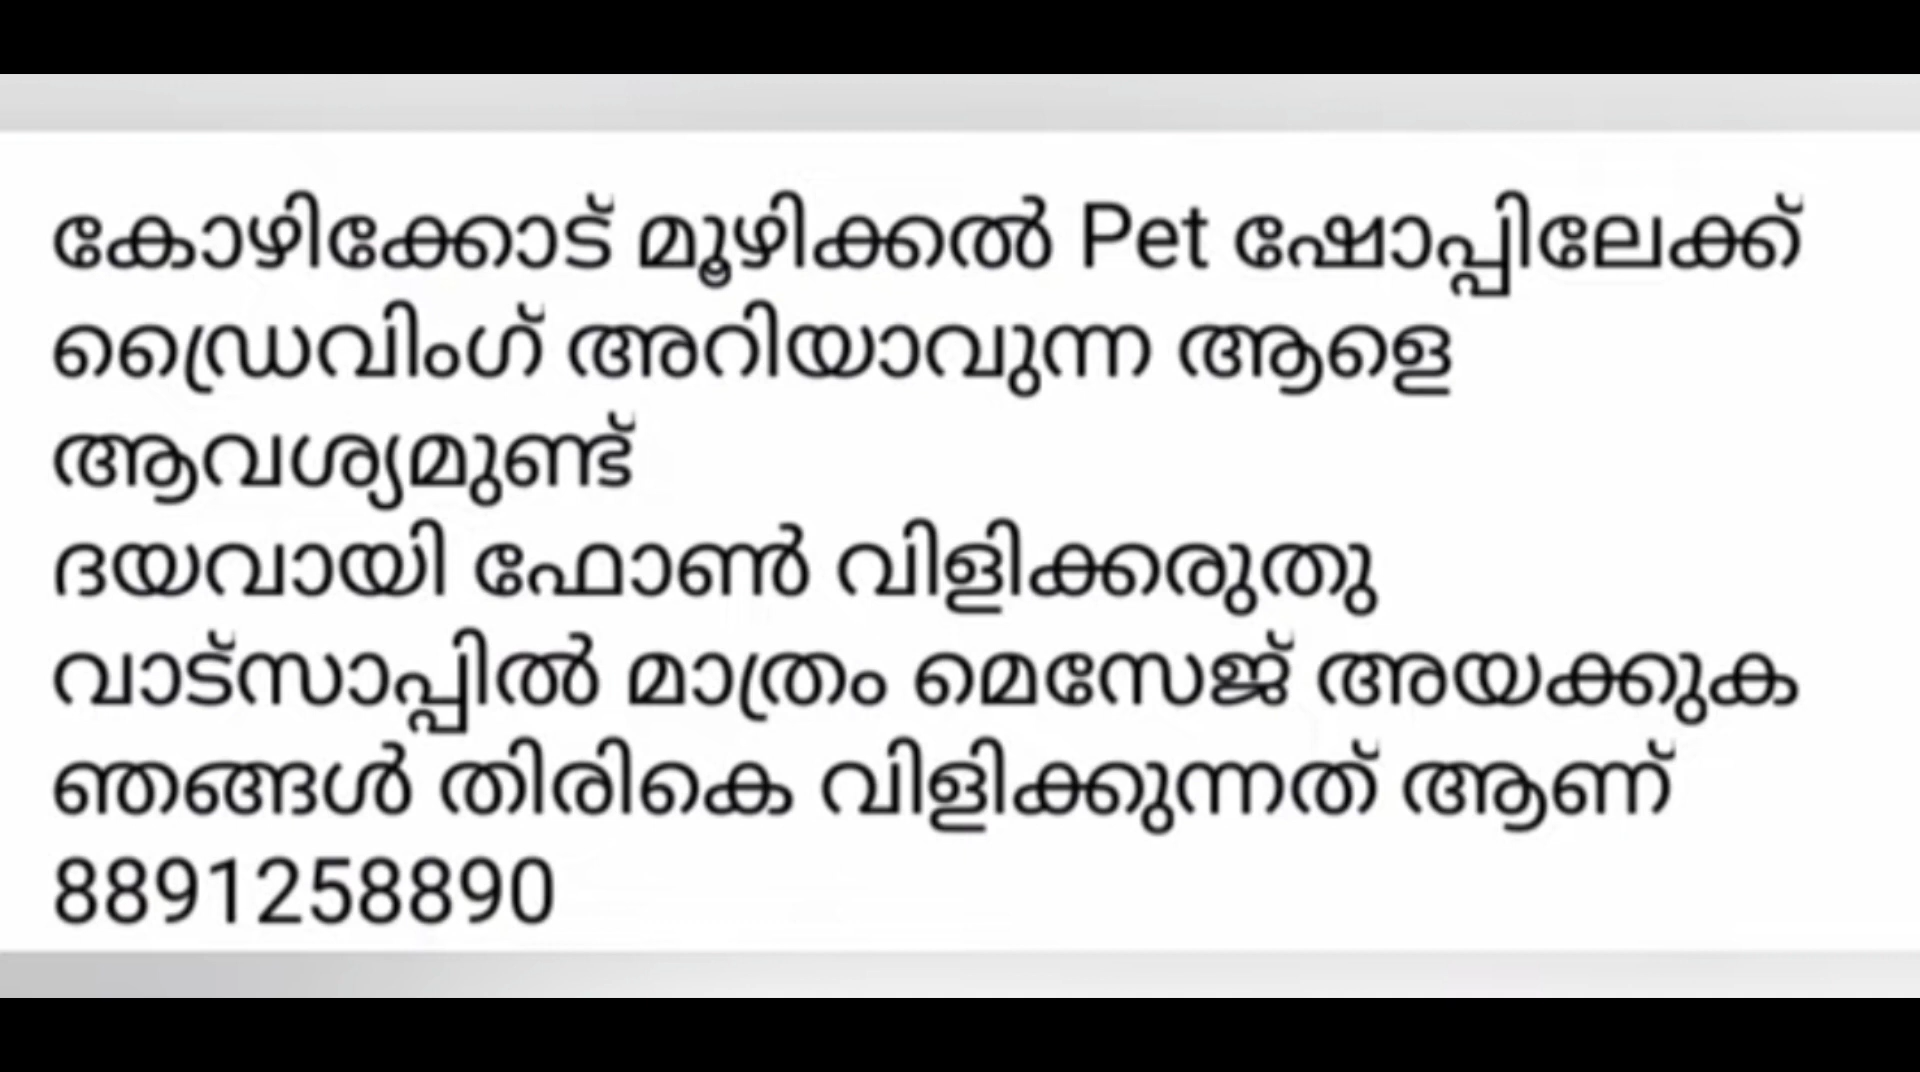 കോഴിക്കോട് മൂഴിക്കൽ Pet ഷോപ്പിലേക്ക്
ഡ്രൈവിംഗ് അറിയാവുന്ന ആളെ
ആവശ്യമുണ്ട്
ദയവായി ഫോൺ വിളിക്കരുതു
വാട്സാപ്പിൽ മാത്രം മെസേജ് അയക്കുക
ഞങ്ങൾ തിരികെ വിളിക്കുന്നത് ആണ്
8891258890